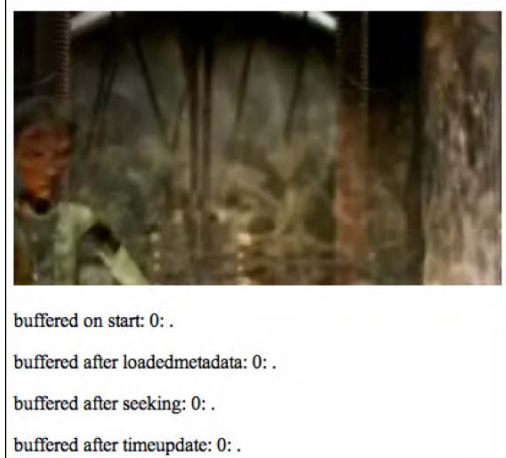 buffered on start: 0: .
buffered after loadedmetadata: 0: .
buffered after seeking: 0: .
buffered after timeupdate: 0: .